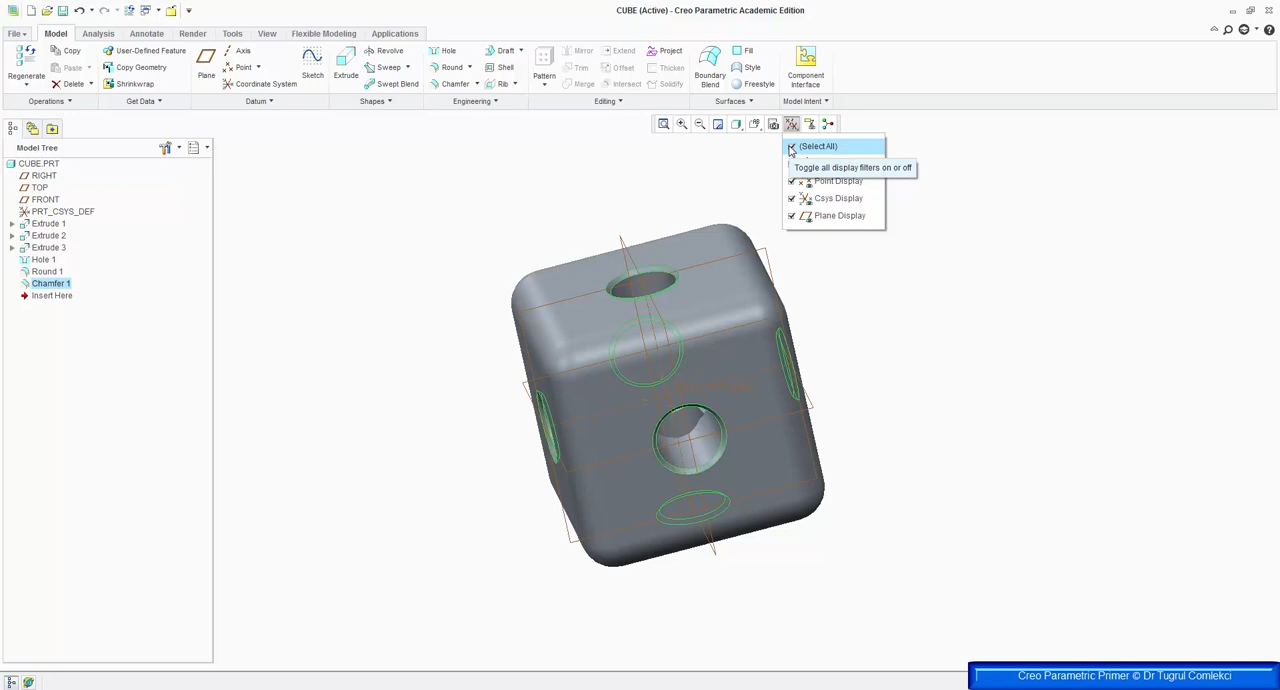 CUBE (Active) - Creo Parametric Academic Edition
File
Model
Analysis
Annotate
Render
Tools
View
Flexible Modeling
Applications
Regenerate
Copy
Paste
Delete
Operations
User-Defined Feature
Copy Geometry
Shrinkwrap
Get Data
Plane
Axis
Point
Coordinate System
Datum
Sketch
Extrude
Revolve
Sweep
Swept Blend
Shapes
Hole
Round
Chamfer
Draft
Shell
Rib
Engineering
Pattern
Mirror
Trim
Merge
Extend
Offset
Intersect
Project
Thicken
Solidify
Editing
Boundary
Blend
Fill
Style
Freestyle
Surfaces
Component
Interface
Model Intent
Model Tree
CUBE.PRT
RIGHT
TOP
FRONT
PRT_CSYS_DEF
Extrude 1
Extrude 2
Extrude 3
Hole 1
Round 1
Chamfer 1
Insert Here
(Select All)
Toggle all display filters on or off
Point Display
Csys Display
Plane Display
Creo Parametric Primer © Dr Tugrul Comlekci